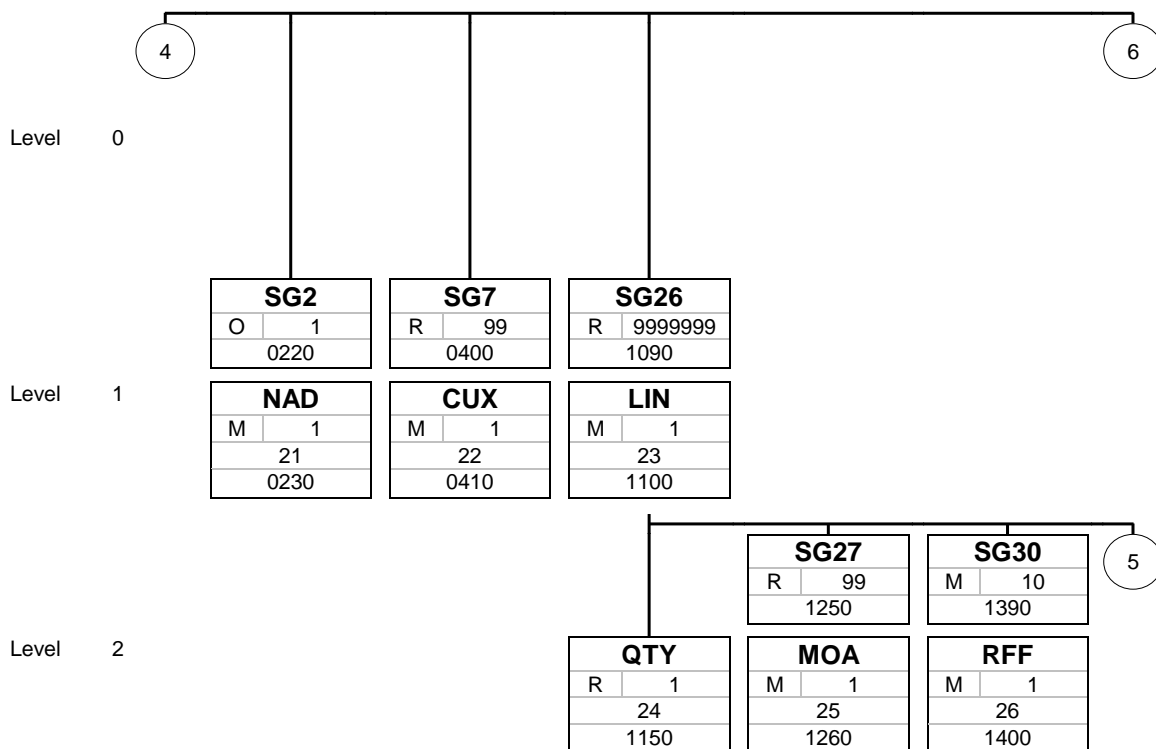 4 6
Level 0
SG2 SG7 SG26
O 1 R 99 R 9999999
0220 0400 1090
Level 1
NAD CUX LIN
M 1 M 1 M 1
21 22 23
0230 0410 1100
SG27 SG30 5
R 99 M 10
1250 1390
Level 2
QTY MOA RFF
R 1 M 1 M 1
24 25 26
1150 1260 1400